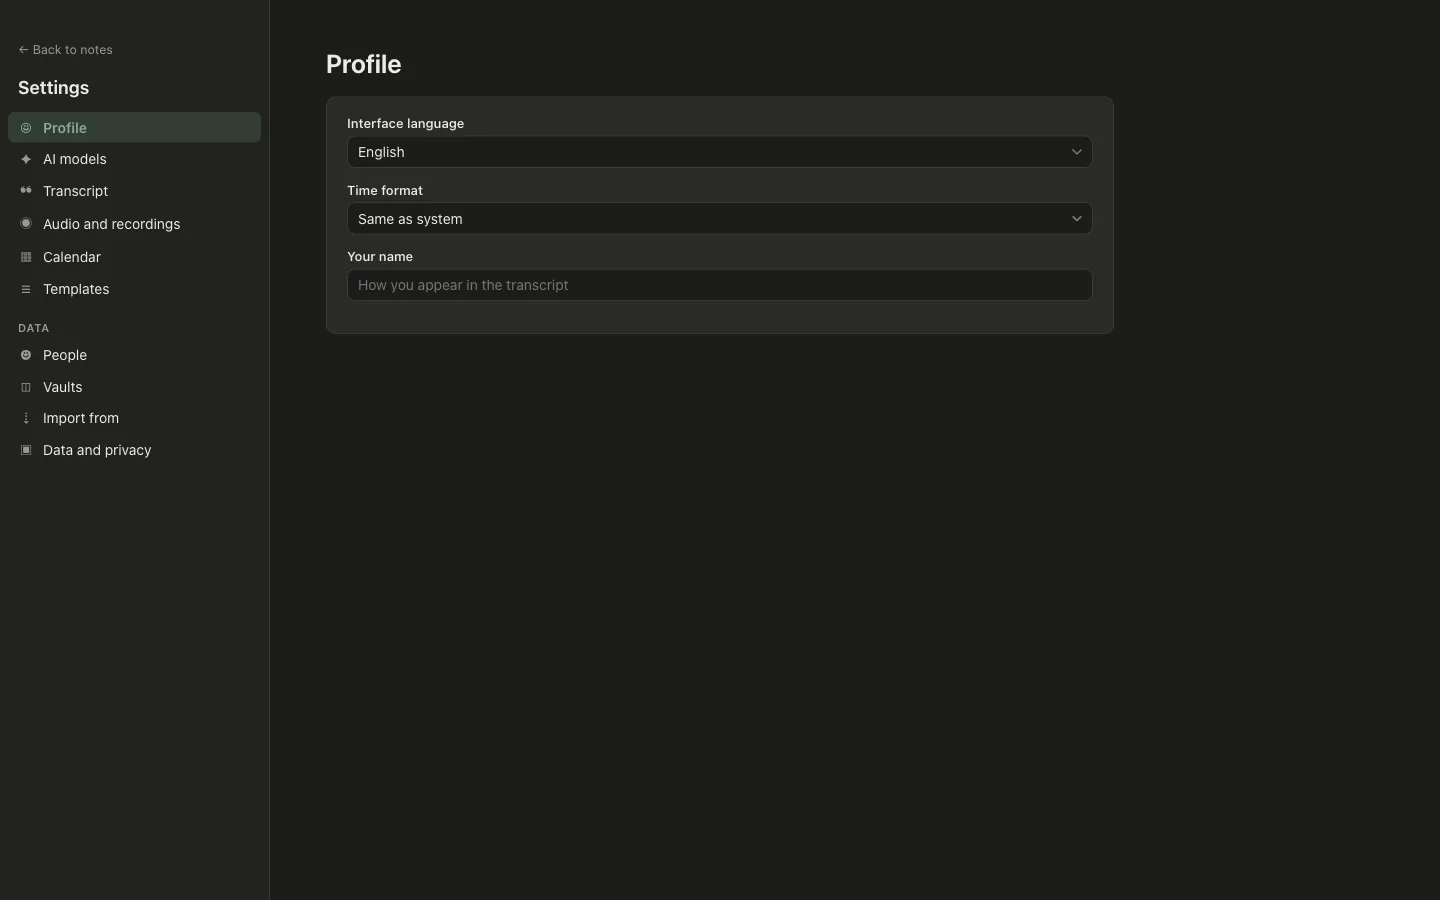 ← Back to notes
Settings
Profile
AI models
Transcript
Audio and recordings
Calendar
Templates
DATA
People
Vaults
Import from
Data and privacy
Profile
Interface language
English
Time format
Same as system
Your name
How you appear in the transcript